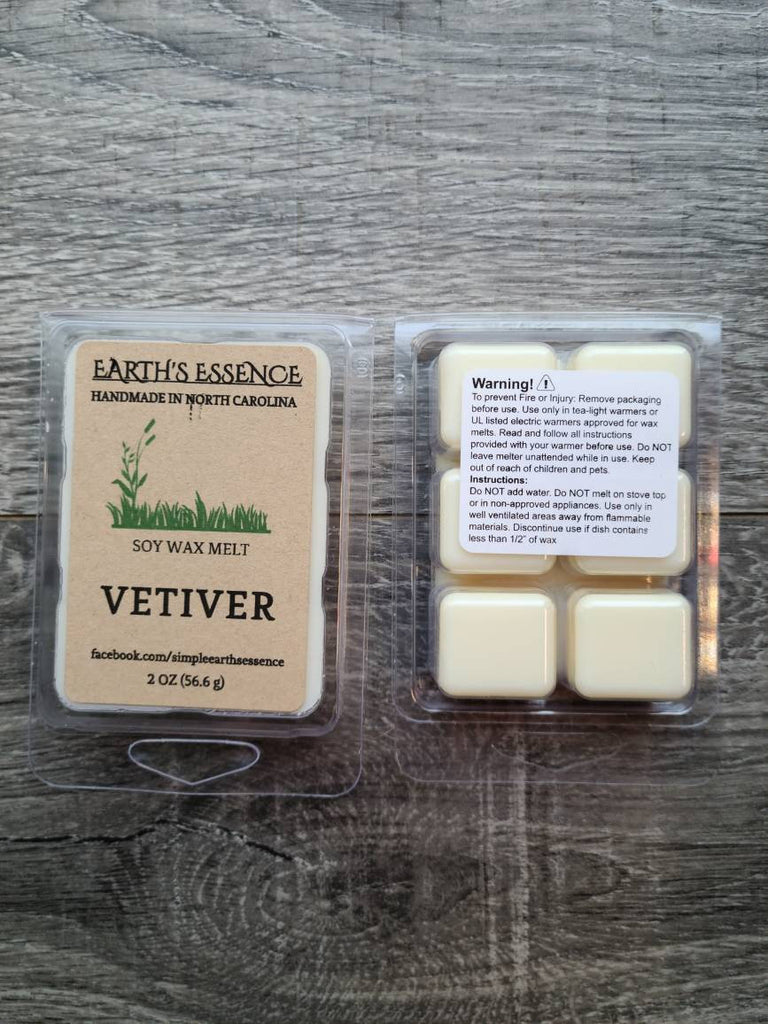 EARTH'S ESSENCE
HANDMADE IN NORTH CAROLINA
SOY WAX MELT
VETIVER
facebook.com/simpleearthsessence
2 OZ (56.6 g)
Warning!
To prevent Fire or Injury: Remove packaging
before use. Use only in tea-light warmers or
UL listed electric warmers approved for wax
melts. Read and follow all instructions
provided with your warmer before use. Do NOT
leave melter unattended while in use. Keep
out of reach of children and pets.
Instructions:
Do NOT add water. Do NOT melt on stove top
or in non-approved appliances. Use only in
well ventilated areas away from flammable
materials. Discontinue use if dish contains
less than 1/2" of wax